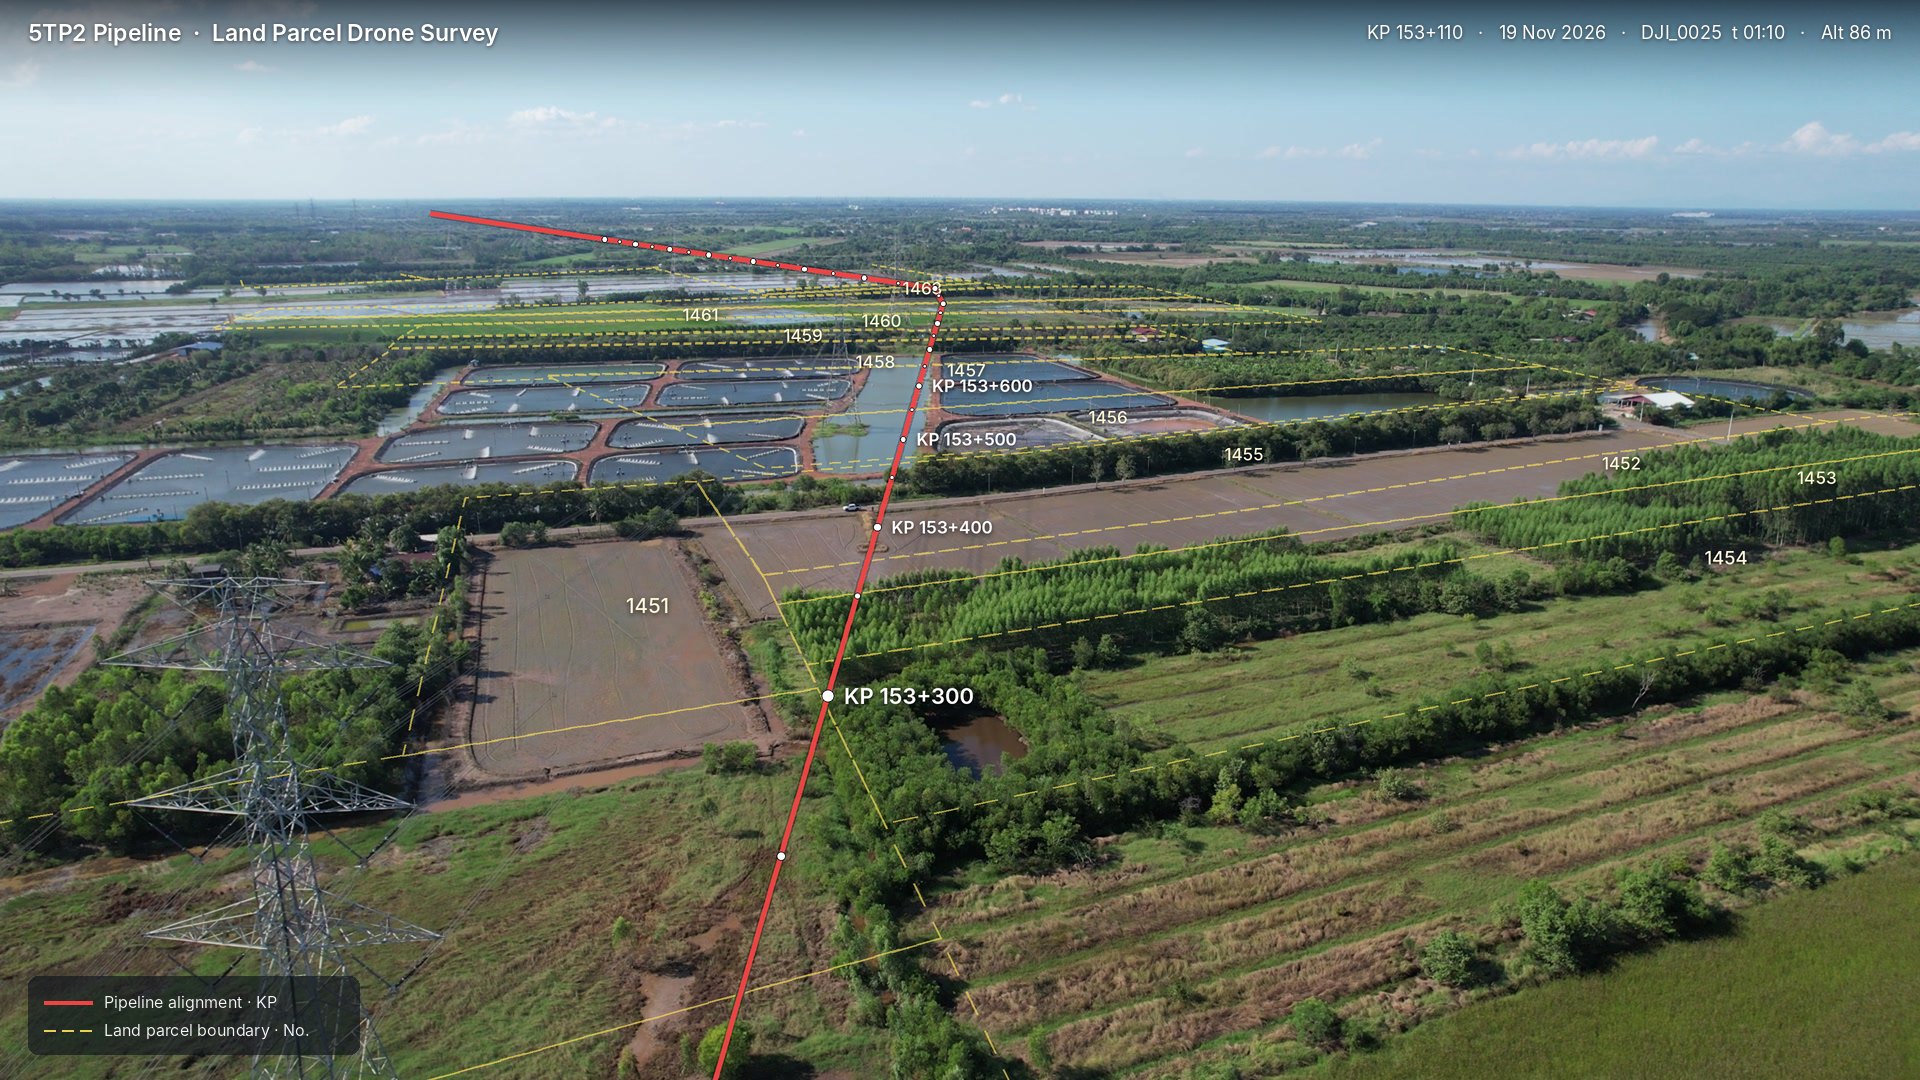 5TP2 Pipeline · Land Parcel Drone Survey
KP 153+110 · 19 Nov 2026 · DJI_0025 t 01:10 · Alt 86 m
1463
1461
1460
1459
1458
1457
KP 153+600
1456
KP 153+500
1455
1452
1453
KP 153+400
1454
1451
KP 153+300
Pipeline alignment · KP
Land parcel boundary · No.